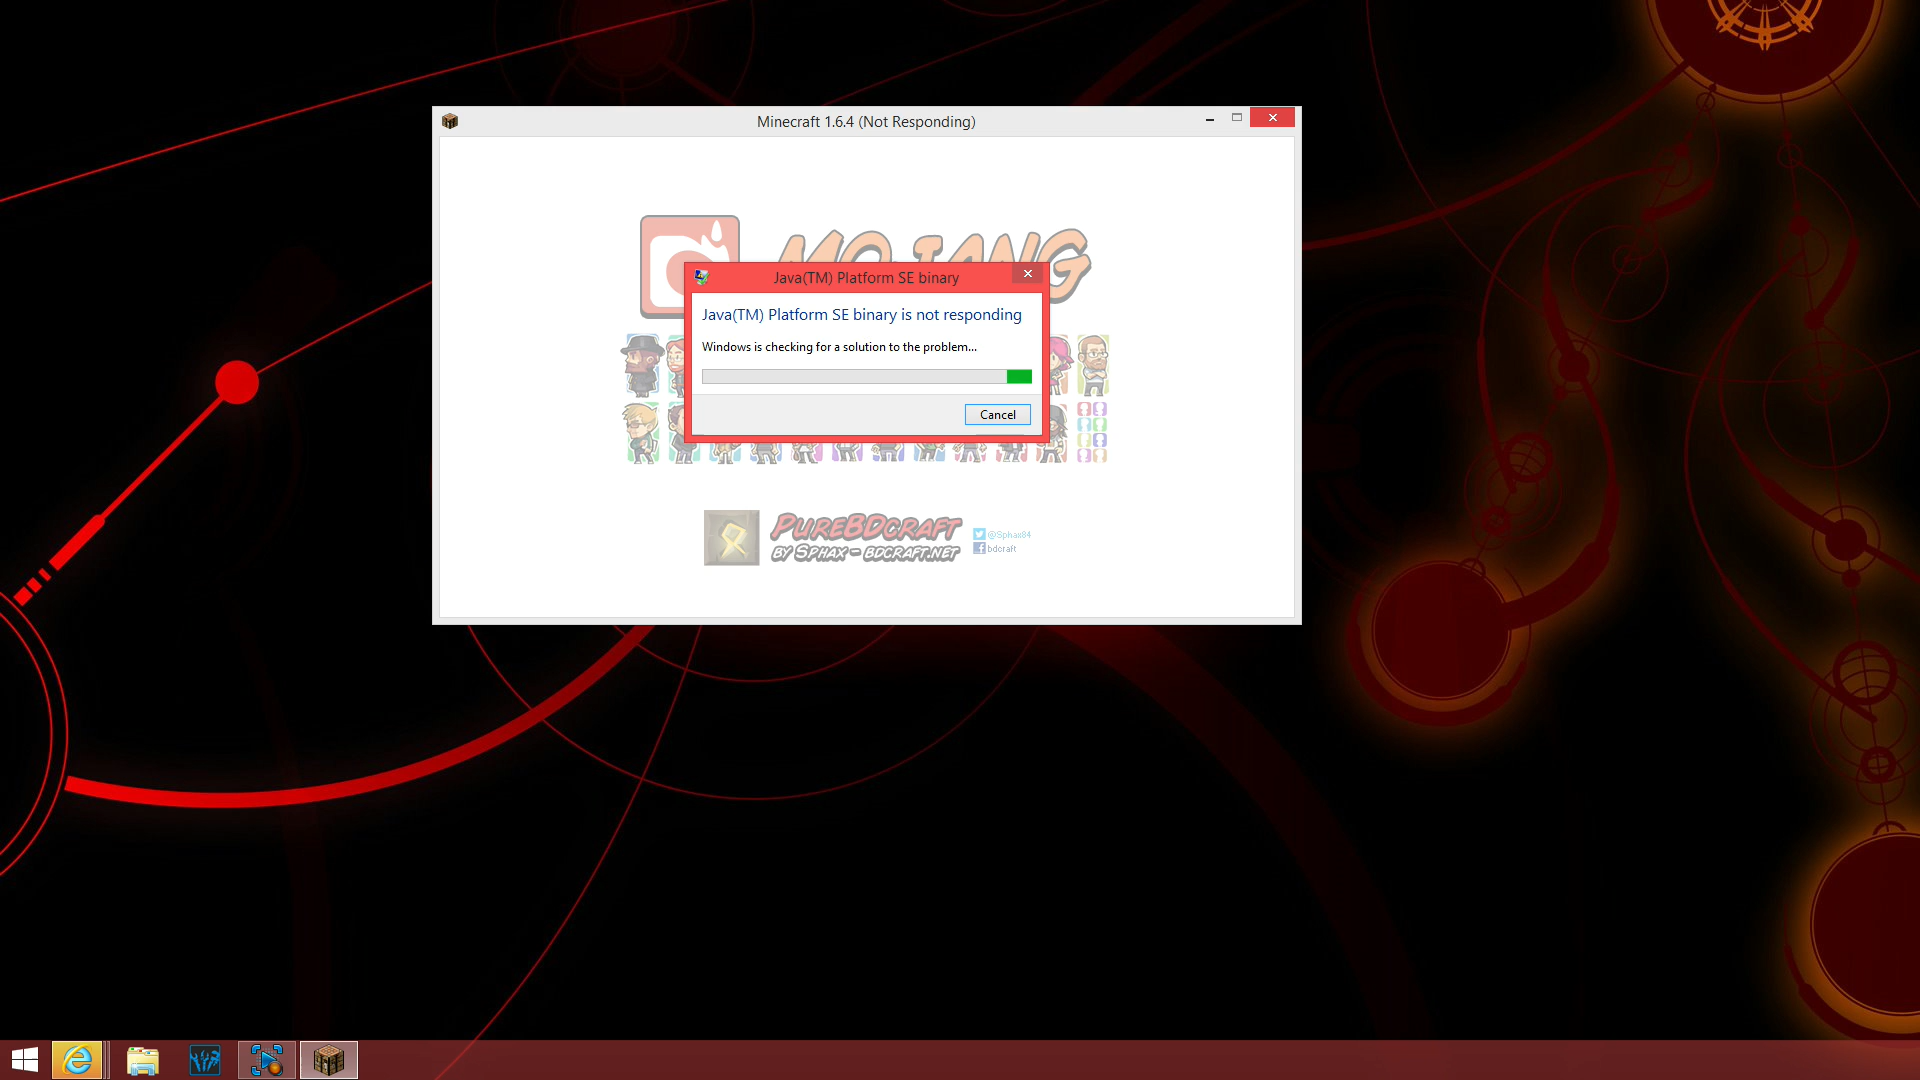 Minecraft 1.6.4 (Not Responding)
MOJANG
Java(TM) Platform SE binary
Java(TM) Platform SE binary is not responding
Windows is checking for a solution to the problem...
Cancel
PUREBDCRAFT
BY SPHAX - BDCRAFT.NET
@Sphax84
bdcraft